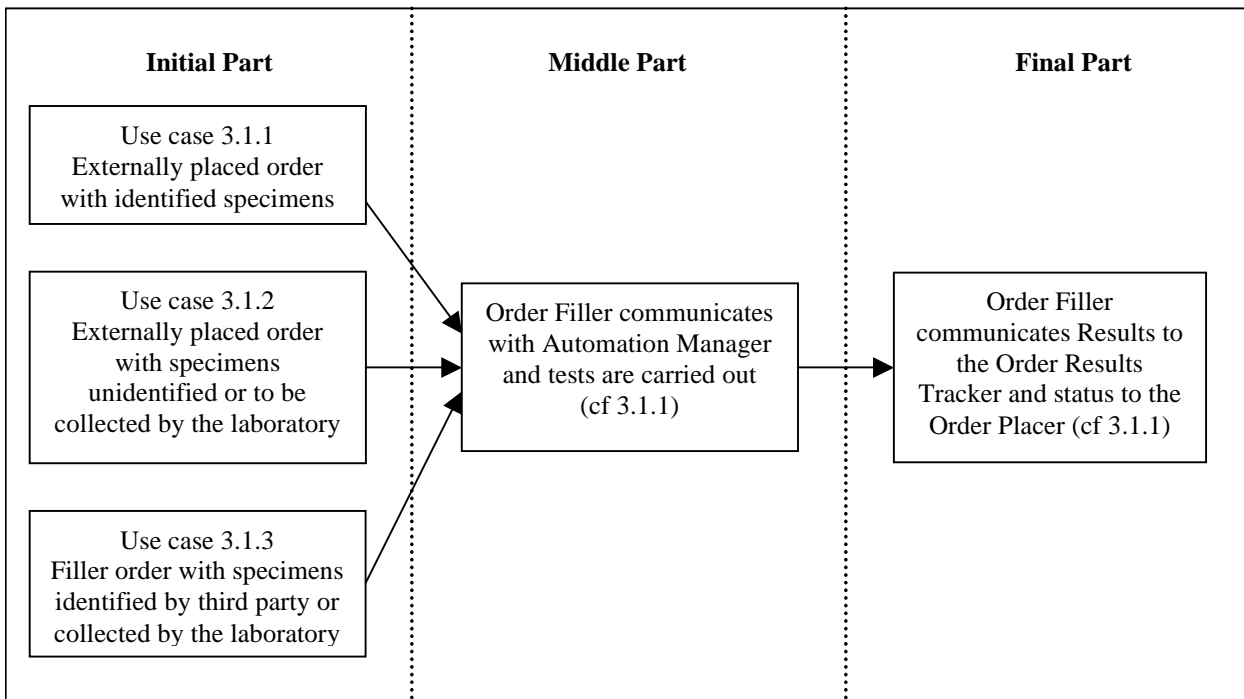 Initial Part
Middle Part
Final Part
Use case 3.1.1
Externally placed order
with identified specimens
Use case 3.1.2
Externally placed order
with specimens
unidentified or to be
collected by the laboratory
Use case 3.1.3
Filler order with specimens
identified by third party or
collected by the laboratory
Order Filler communicates
with Automation Manager
and tests are carried out
(cf 3.1.1)
Order Filler
communicates Results to
the Order Results
Tracker and status to the
Order Placer (cf 3.1.1)